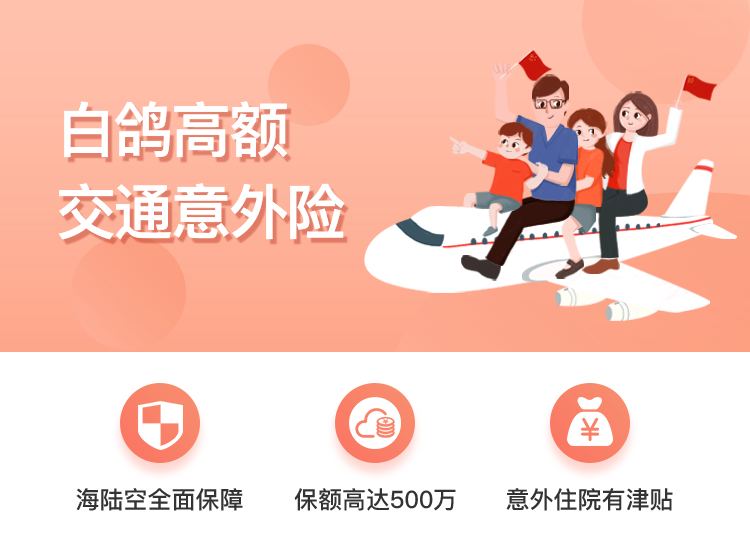 白鸽高额
交通意外险
海陆空全面保障
保额高达500万
意外住院有津贴